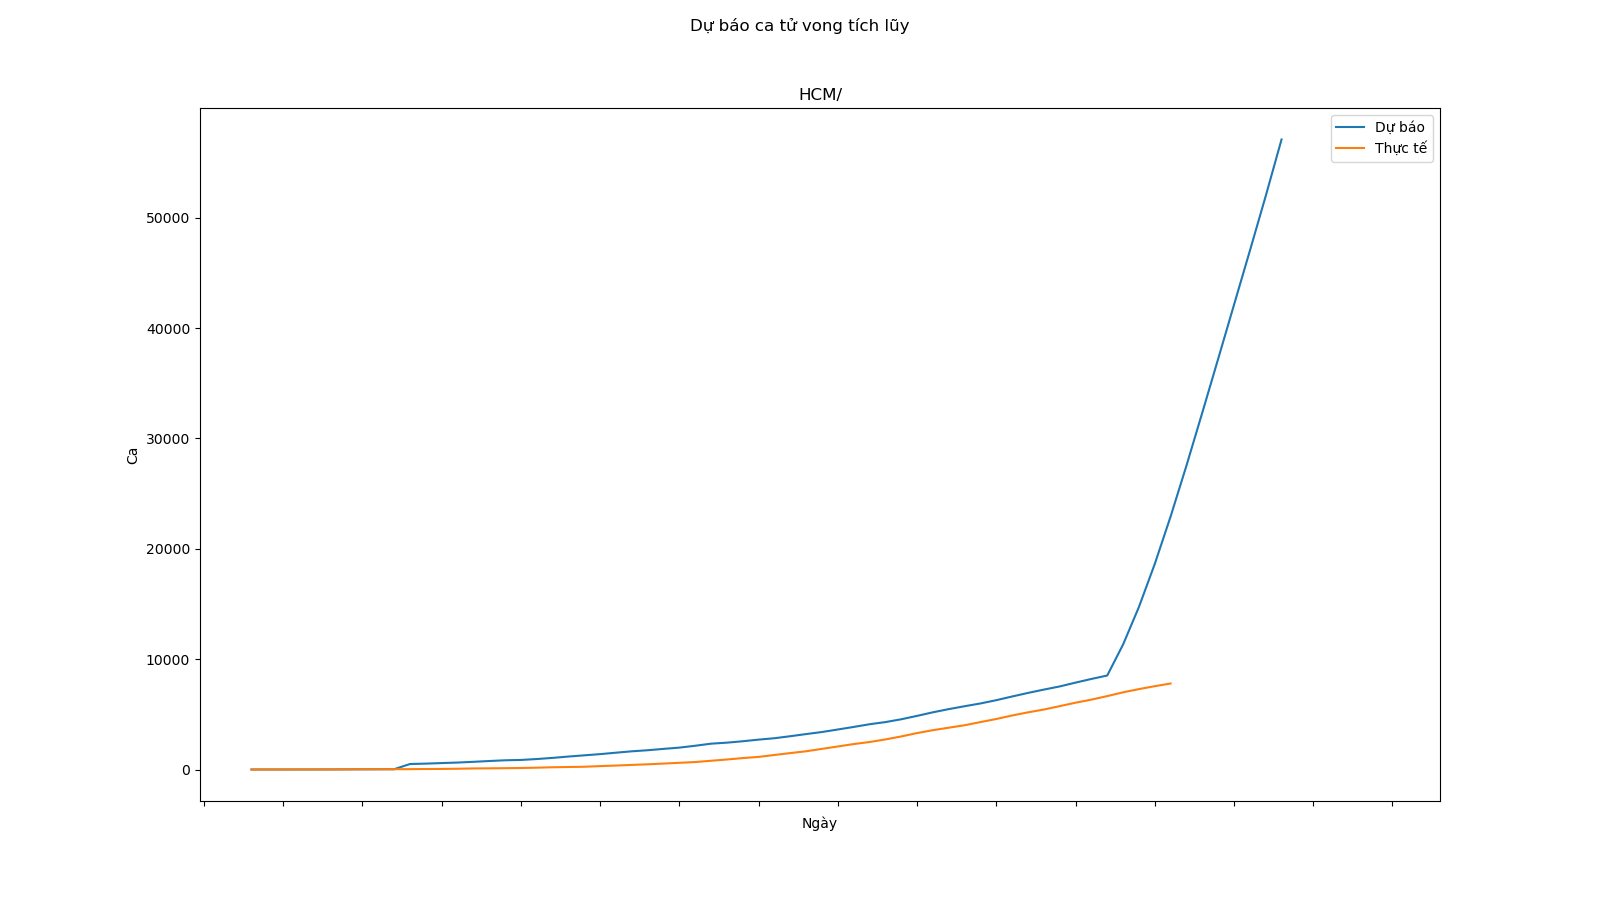 Dự báo ca tử vong tích lũy
HCM/
Dự báo
Thực tế
50000
40000
30000
20000
10000
0
Ca
Ngày